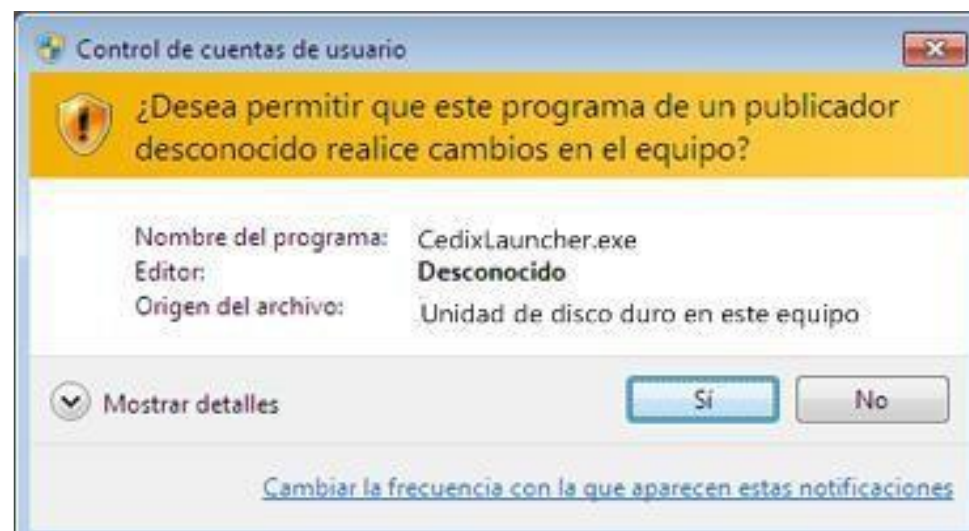 Control de cuentas de usuario
¿Desea permitir que este programa de un publicador
desconocido realice cambios en el equipo?
Nombre del programa: CedixLauncher.exe
Editor: Desconocido
Origen del archivo: Unidad de disco duro en este equipo
Mostrar detalles Sí No
Cambiar la frecuencia con la que aparecen estas notificaciones